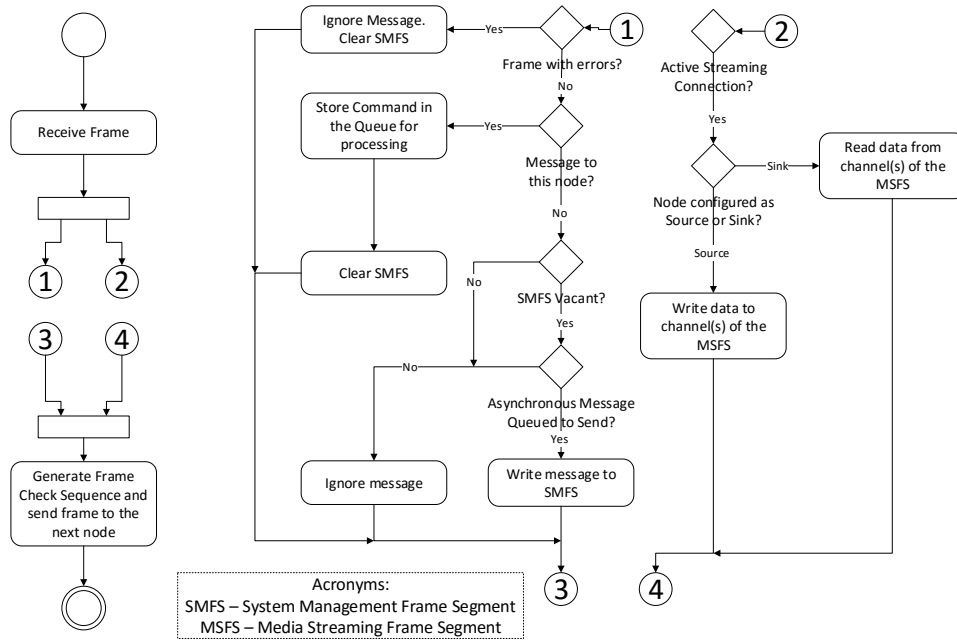 Receive Frame
1
2
3
4
Generate Frame
Check Sequence and
send frame to the
next node
Ignore Message.
Clear SMFS
Yes
1
Frame with errors?
No
Store Command in
the Queue for
processing
Yes
Message to
this node?
No
Clear SMFS
No
SMFS Vacant?
Yes
No
Asynchronous Message
Queued to Send?
Yes
Ignore message
Write message to
SMFS
3
2
Active Streaming
Connection?
Yes
Sink
Read data from
channel(s) of the
MSFS
Node configured as
Source or Sink?
Source
Write data to
channel(s) of the
MSFS
4
Acronyms:
SMFS – System Management Frame Segment
MSFS – Media Streaming Frame Segment